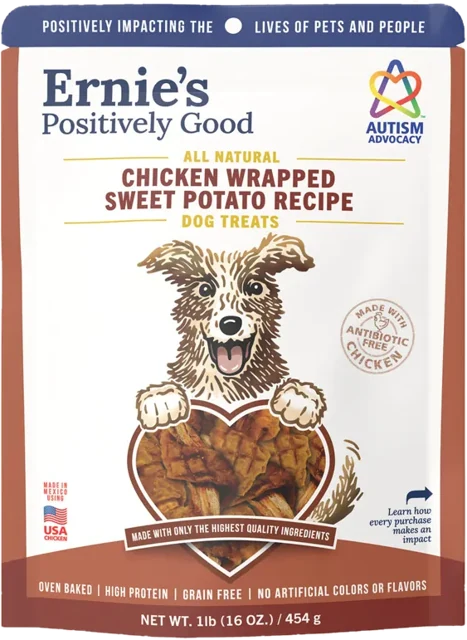 POSITIVELY IMPACTING THE LIVES OF PETS AND PEOPLE
Ernie's
Positively Good
AUTISM
ADVOCACY™
ALL NATURAL
CHICKEN WRAPPED
SWEET POTATO RECIPE
DOG TREATS
MADE WITH
ANTIBIOTIC
FREE
CHICKEN
MADE IN
MEXICO
USING
USA
CHICKEN
Learn how
every purchase
makes an
impact
MADE WITH ONLY THE HIGHEST QUALITY INGREDIENTS
OVEN BAKED | HIGH PROTEIN | GRAIN FREE | NO ARTIFICIAL COLORS OR FLAVORS
NET WT. 1lb (16 OZ.) / 454 g